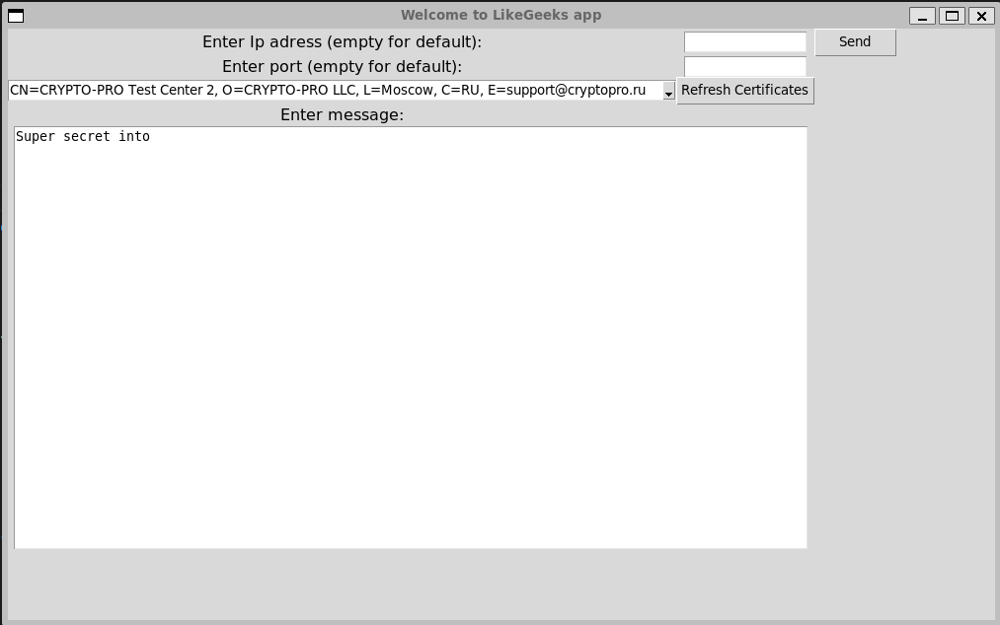 Welcome to LikeGeeks app
Enter Ip adress (empty for default): Send
Enter port (empty for default):
CN=CRYPTO-PRO Test Center 2, O=CRYPTO-PRO LLC, L=Moscow, C=RU, E=support@cryptopro.ru Refresh Certificates
Enter message:
Super secret into